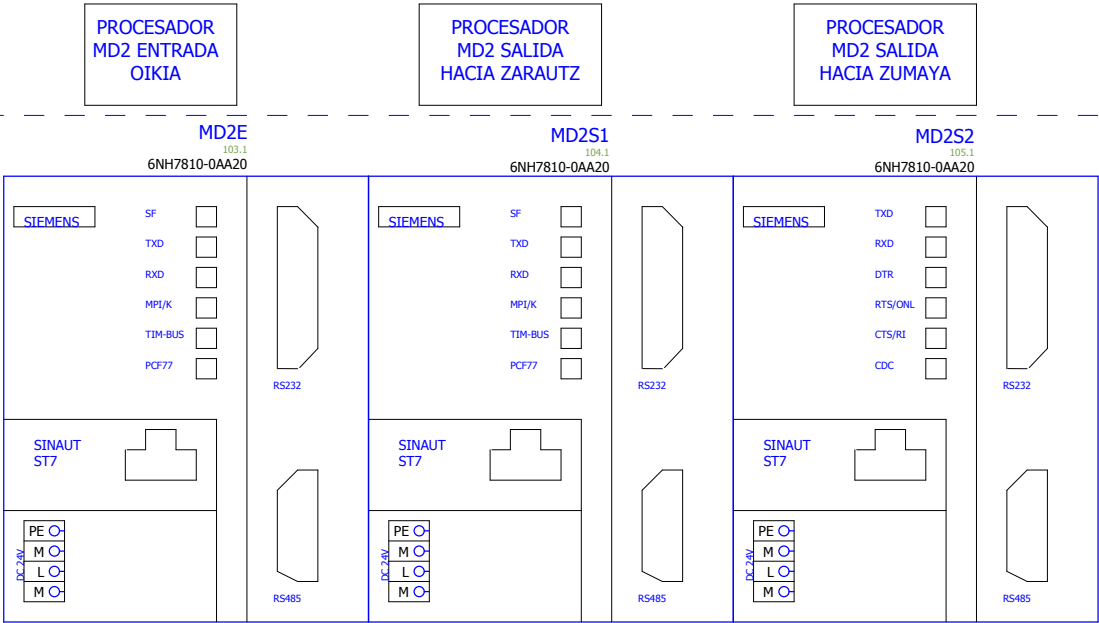 PROCESADOR
MD2 ENTRADA
OIKIA
PROCESADOR
MD2 SALIDA
HACIA ZARAUTZ
PROCESADOR
MD2 SALIDA
HACIA ZUMAYA
MD2E
103.1
6NH7810-0AA20
MD2S1
104.1
6NH7810-0AA20
MD2S2
105.1
6NH7810-0AA20
SIEMENS
SF
TXD
RXD
MPI/K
TIM-BUS
PCF77
RS232
SINAUT
ST7
DC 24V
PE
M
L
M
RS485
SIEMENS
SF
TXD
RXD
MPI/K
TIM-BUS
PCF77
RS232
SINAUT
ST7
DC 24V
PE
M
L
M
RS485
SIEMENS
TXD
RXD
DTR
RTS/ONL
CTS/RI
CDC
RS232
SINAUT
ST7
DC 24V
PE
M
L
M
RS485